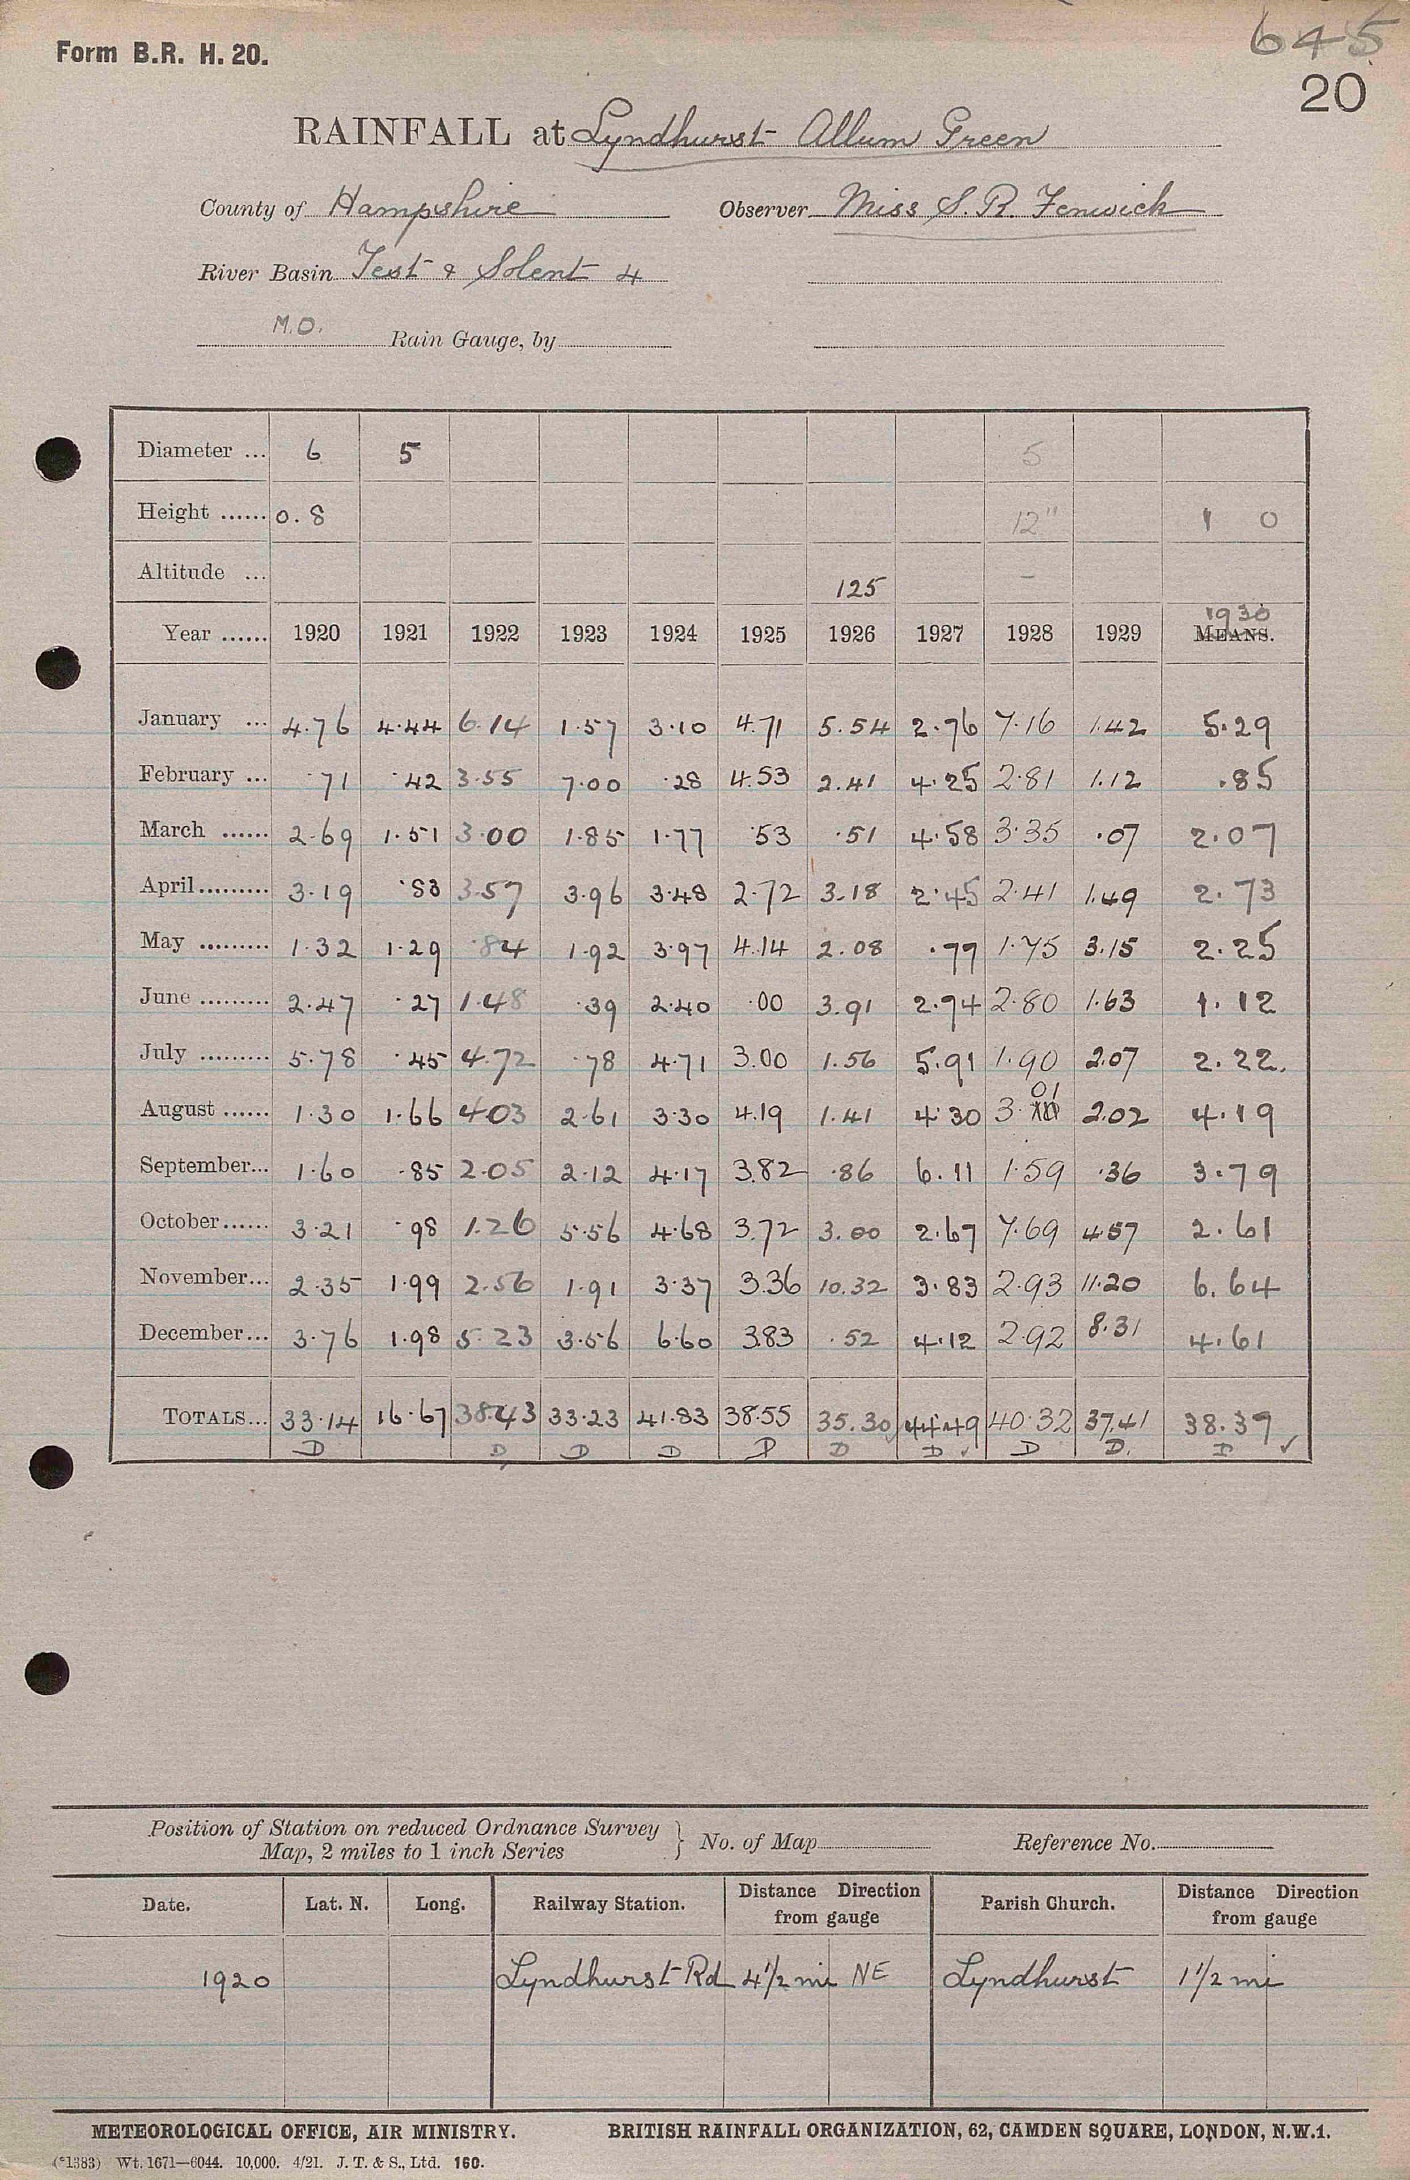 645
Form B.R. H. 20.
20
RAINFALL at Lyndhurst Allum Green
County of Hampshire Observer Miss S. R. Fenwick
River Basin Test & Solent 4
M.O. Rain Gauge, by
Diameter ... 6 5 5
Height ...... 0.8 12" 1 0
Altitude ... 125 -
1930
Year ...... 1920 1921 1922 1923 1924 1925 1926 1927 1928 1929 MEANS.
January ... 4.76 4.44 6.14 1.57 3.10 4.71 5.54 2.76 7.16 1.42 5.29
February ... .71 .42 3.55 7.00 .28 4.53 2.41 4.25 2.81 1.12 .85
March ...... 2.69 1.51 3.00 1.85 1.77 .53 .51 4.58 3.35 .07 2.07
April......... 3.19 .83 3.57 3.96 3.48 2.72 3.18 2.45 2.41 1.49 2.73
May ......... 1.32 1.29 .84 1.92 3.97 4.14 2.08 .77 1.75 3.15 2.25
June ......... 2.47 .27 1.48 .39 2.40 .00 3.91 2.74 2.80 1.63 1.12
July ......... 5.78 .45 4.72 .78 4.71 3.00 1.56 5.91 1.90 2.07 2.22.
August ...... 1.30 1.66 4.03 2.61 3.30 4.19 1.41 4.30 3.01 2.02 4.19
September... 1.60 .85 2.05 2.12 4.17 3.82 .86 6.11 1.59 .36 3.79
October...... 3.21 .98 1.26 5.56 4.68 3.72 3.00 2.67 7.69 4.57 2.61
November... 2.35 1.99 2.56 1.91 3.37 3.36 10.32 3.83 2.93 11.20 6.64
December... 3.76 1.98 5.23 3.56 6.60 3.83 .52 4.12 2.92 8.31 4.61
TOTALS... 33.14 16.67 38.43 33.23 41.83 38.55 35.30 44.49 40.32 37.41 38.37
D D D D D D D ✓ D D. D ✓
Position of Station on reduced Ordnance Survey
Map, 2 miles to 1 inch Series } No. of Map Reference No.
Date. Lat. N. Long. Railway Station. Distance Direction from gauge Parish Church. Distance Direction from gauge
1920 Lyndhurst Rd 4 1/2 mi NE Lyndhurst 1 1/2 mi
METEOROLOGICAL OFFICE, AIR MINISTRY. BRITISH RAINFALL ORGANIZATION, 62, CAMDEN SQUARE, LONDON, N.W.1.
(*1383) Wt. 1671—6044. 10,000. 4/21. J. T. & S., Ltd. 160.